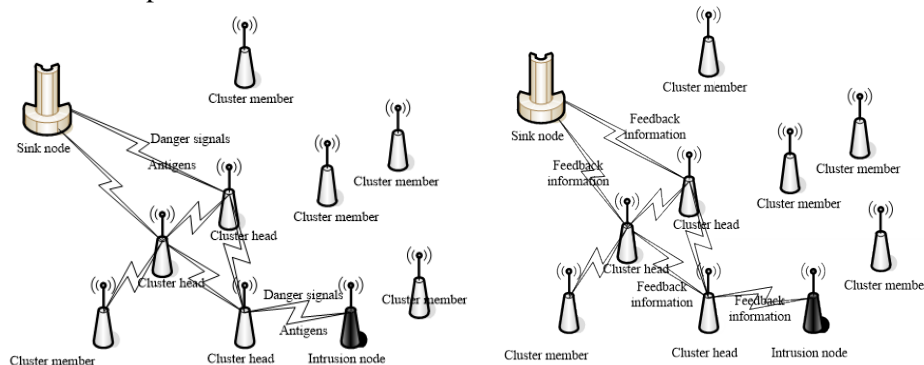 Cluster member
Sink node
Danger signals
Antigens
Cluster member
Cluster member
Cluster head
Cluster head
Danger signals
Cluster member
Antigens
Cluster member
Cluster head
Intrusion node
Cluster member
Sink node
Feedback
information
Feedback
information
Cluster member
Cluster member
Cluster head
Cluster head
Feedback
information
Cluster member
Feedback
information
Cluster member
Cluster head
Intrusion node